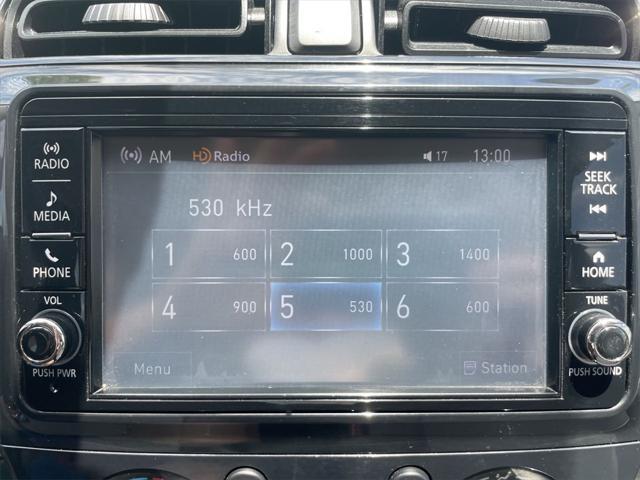 RADIO
MEDIA
PHONE
VOL
PUSH PWR
AM HD Radio 17 13:00
530 kHz
1 600 2 1000 3 1400
4 900 5 530 6 600
Menu Station
SEEK
TRACK
HOME
TUNE
PUSH SOUND